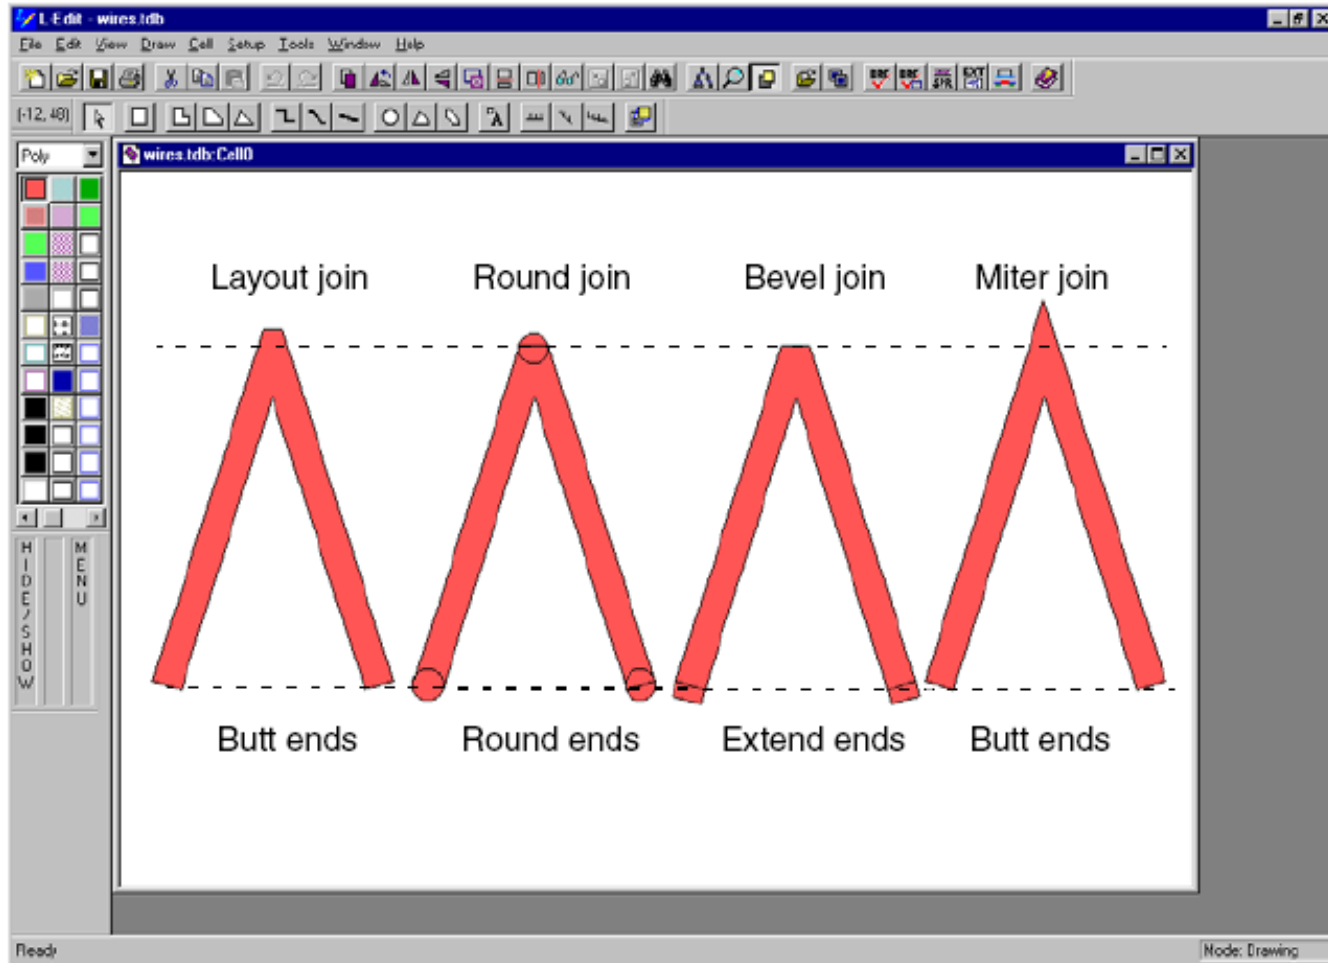 L-Edit - wires.tdb
File Edit View Draw Cell Setup Tools Window Help
(-12, 48)
Poly
wires.tdb:Cell0
Layout join Round join Bevel join Miter join
HIDE/SHOW
MENU
Butt ends Round ends Extend ends Butt ends
Ready
Mode: Drawing